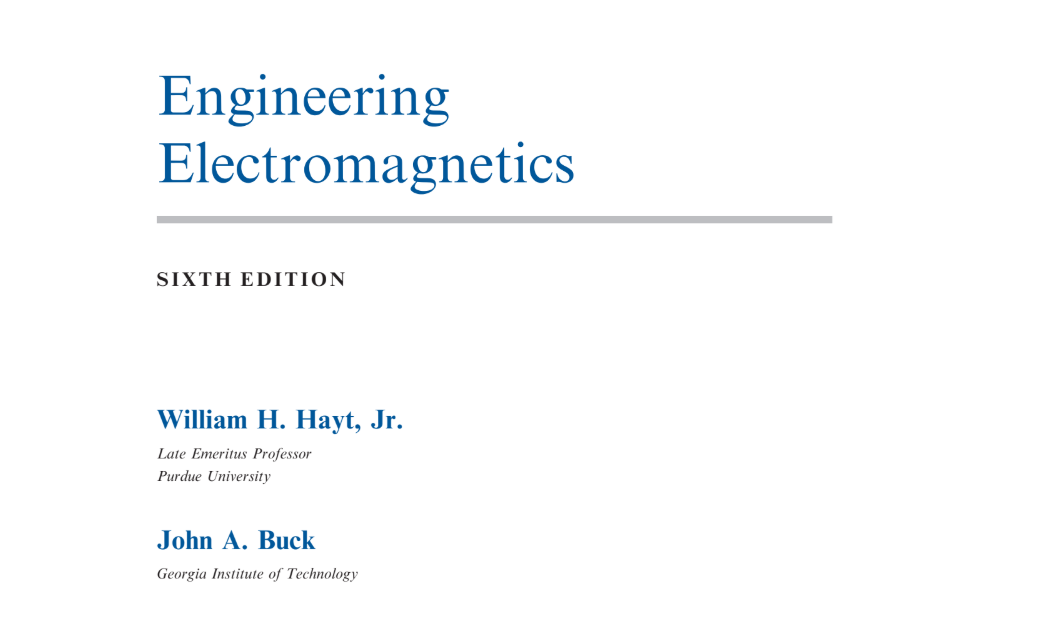 Engineering
Electromagnetics
SIXTH EDITION
William H. Hayt, Jr.
Late Emeritus Professor
Purdue University
John A. Buck
Georgia Institute of Technology